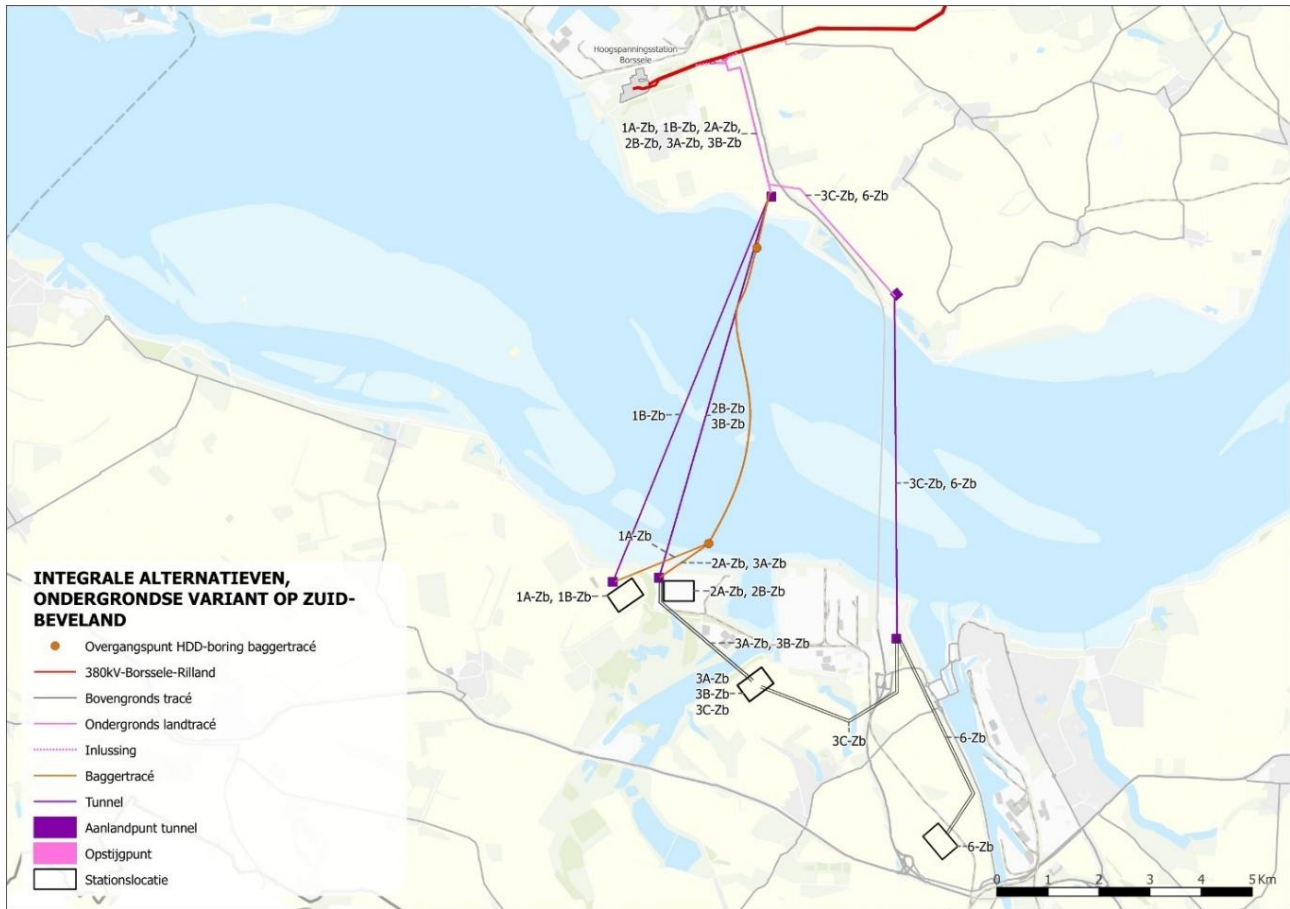 Hoogspanningsstation
Borssele
1A-Zb, 1B-Zb, 2A-Zb,
2B-Zb, 3A-Zb, 3B-Zb
3C-Zb, 6-Zb
1B-Zb
2B-Zb
3B-Zb
3C-Zb, 6-Zb
1A-Zb
2A-Zb, 3A-Zb
1A-Zb, 1B-Zb
2A-Zb, 2B-Zb
3A-Zb, 3B-Zb
3A-Zb
3B-Zb
3C-Zb
3C-Zb
6-Zb
6-Zb
INTEGRALE ALTERNATIEVEN,
ONDERGRONDSE VARIANT OP ZUID-
BEVELAND
Overgangspunt HDD-boring baggertracé
380kV-Borssele-Rilland
Bovengronds tracé
Ondergronds landtracé
Inlussing
Baggertracé
Tunnel
Aanlandpunt tunnel
Opstijgpunt
Stationslocatie
0 1 2 3 4 5 Km